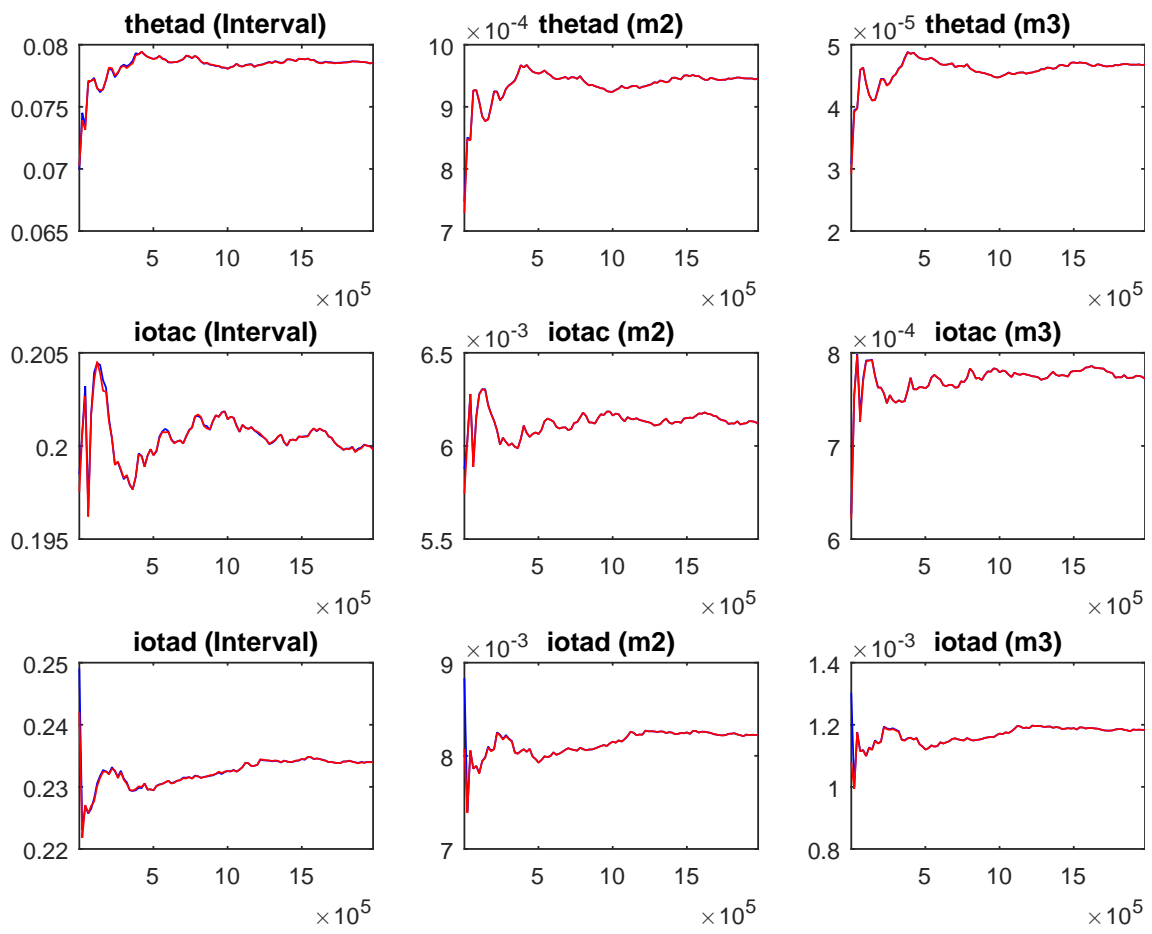 thetad (Interval)
0.08
0.075
0.07
0.065
5 10 15
×10^5
×10^-4 thetad (m2)
10
9
8
7
5 10 15
×10^5
×10^-5 thetad (m3)
5
4
3
2
5 10 15
×10^5
iotac (Interval)
0.205
0.2
0.195
5 10 15
×10^5
×10^-3 iotac (m2)
6.5
6
5.5
5 10 15
×10^5
×10^-4 iotac (m3)
8
7
6
5 10 15
×10^5
iotad (Interval)
0.25
0.24
0.23
0.22
5 10 15
×10^5
×10^-3 iotad (m2)
9
8
7
5 10 15
×10^5
×10^-3 iotad (m3)
1.4
1.2
1
0.8
5 10 15
×10^5